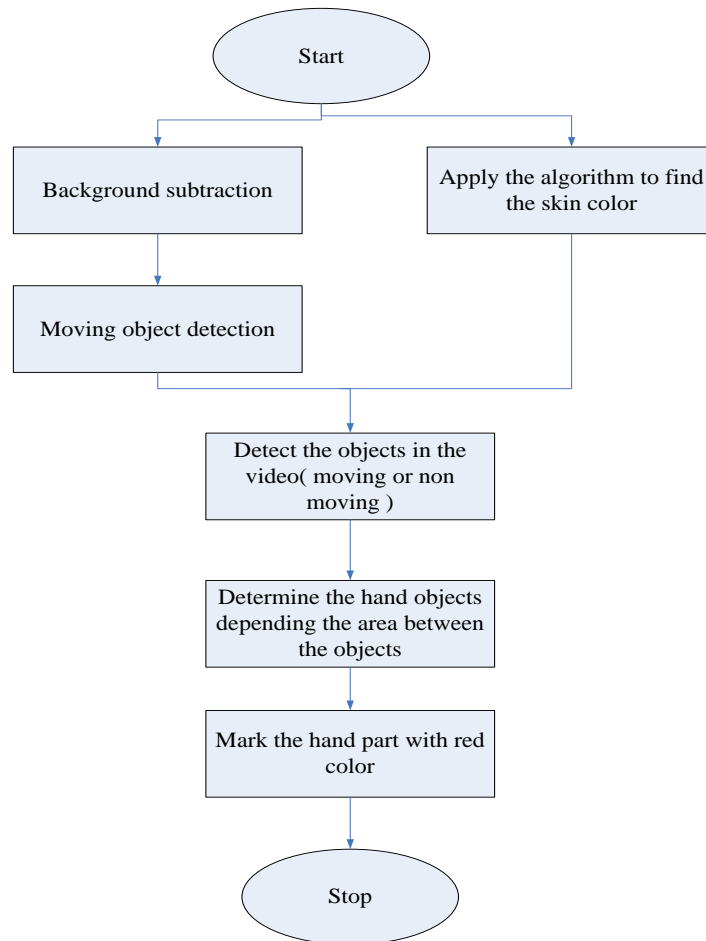 Start
Background subtraction
Apply the algorithm to find
the skin color
Moving object detection
Detect the objects in the
video( moving or non
moving )
Determine the hand objects
depending the area between
the objects
Mark the hand part with red
color
Stop